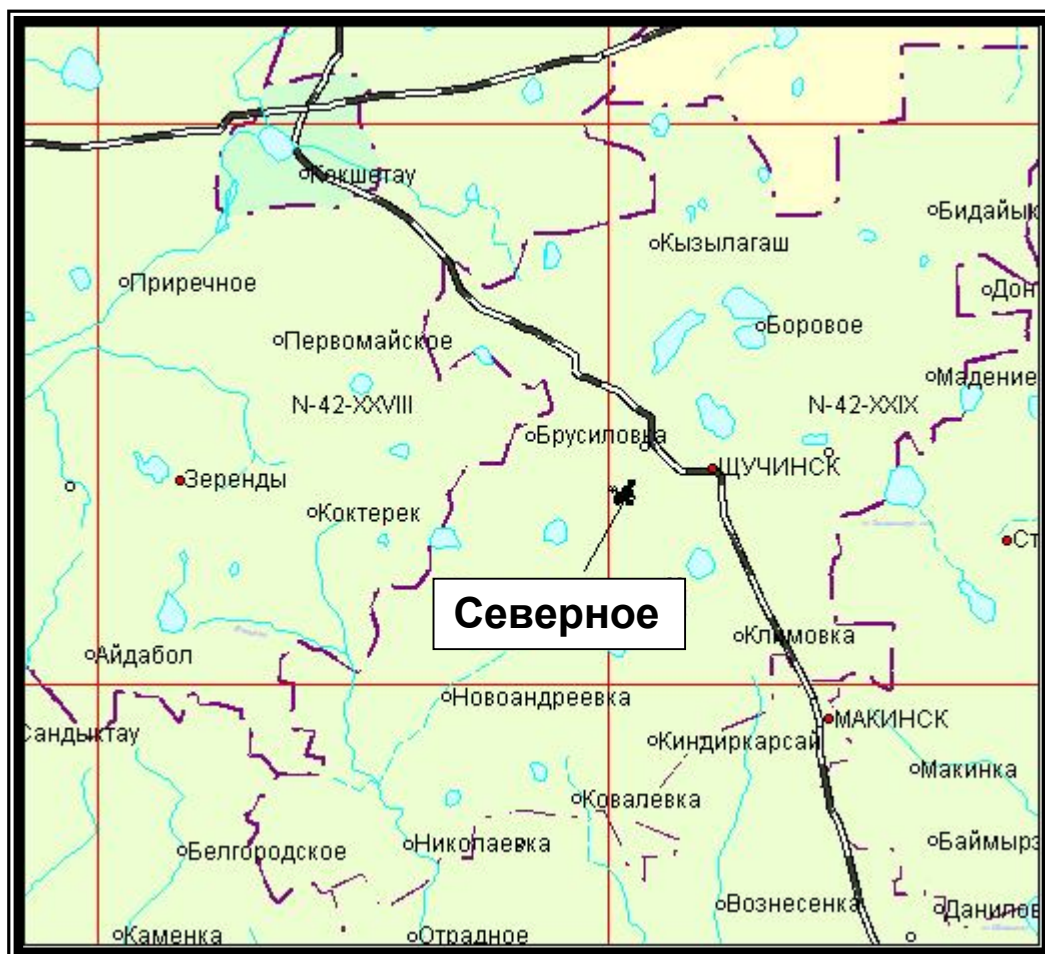 Кокшетау
Бидайык
Кызылагаш
Приречное
Дон
Боровое
Первомайское
Мадение
N-42-XXVIII
N-42-XXIX
Брусиловка
ЩУЧИНСК
Зеренды
Коктерек
Ст
Северное
Климовка
Айдабол
Новоандреевка
МАКИНСК
Сандыктау
Киндиркарсай
Макинка
Ковалевка
Николаевка
Баймырз
Белгородское
Вознесенка
Данилов
Каменка
Отрадное